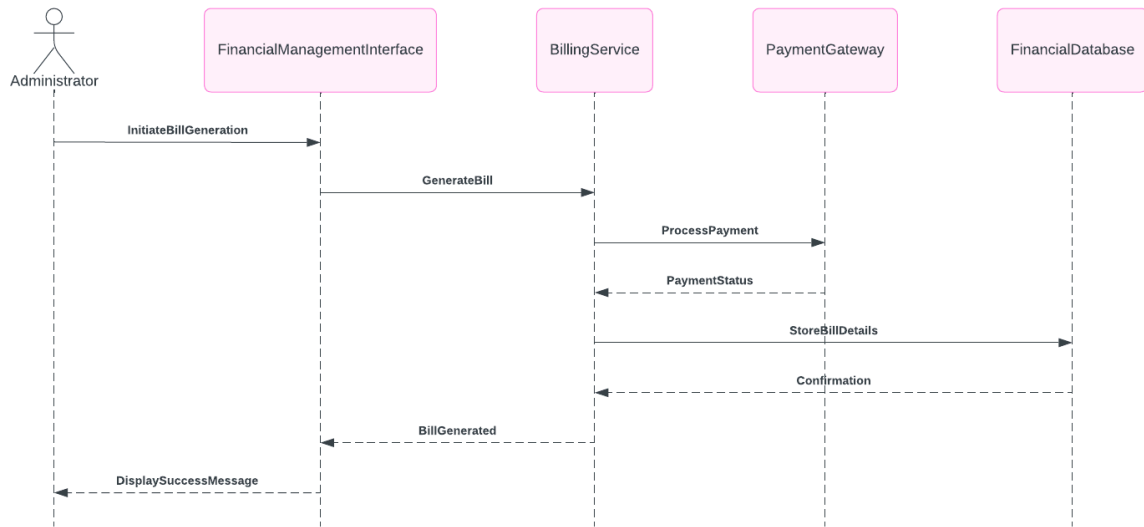 FinancialManagementInterface
BillingService
PaymentGateway
FinancialDatabase
Administrator
InitiateBillGeneration
GenerateBill
ProcessPayment
PaymentStatus
StoreBillDetails
Confirmation
BillGenerated
DisplaySuccessMessage